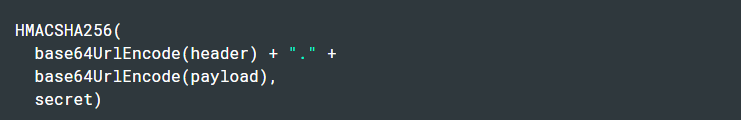 HMACSHA256(
base64UrlEncode(header) + "." +
base64UrlEncode(payload),
secret)